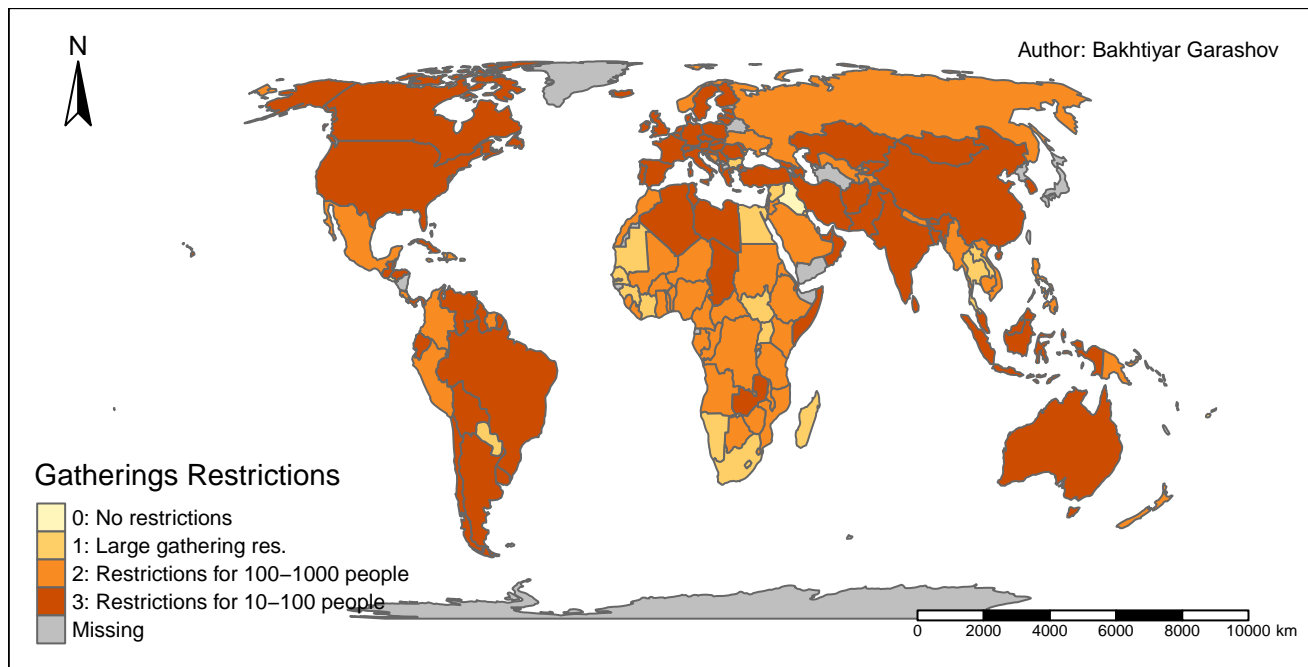 N
Author: Bakhtiyar Garashov
Gatherings Restrictions
0: No restrictions
1: Large gathering res.
2: Restrictions for 100−1000 people
3: Restrictions for 10−100 people
Missing
0 2000 4000 6000 8000 10000 km